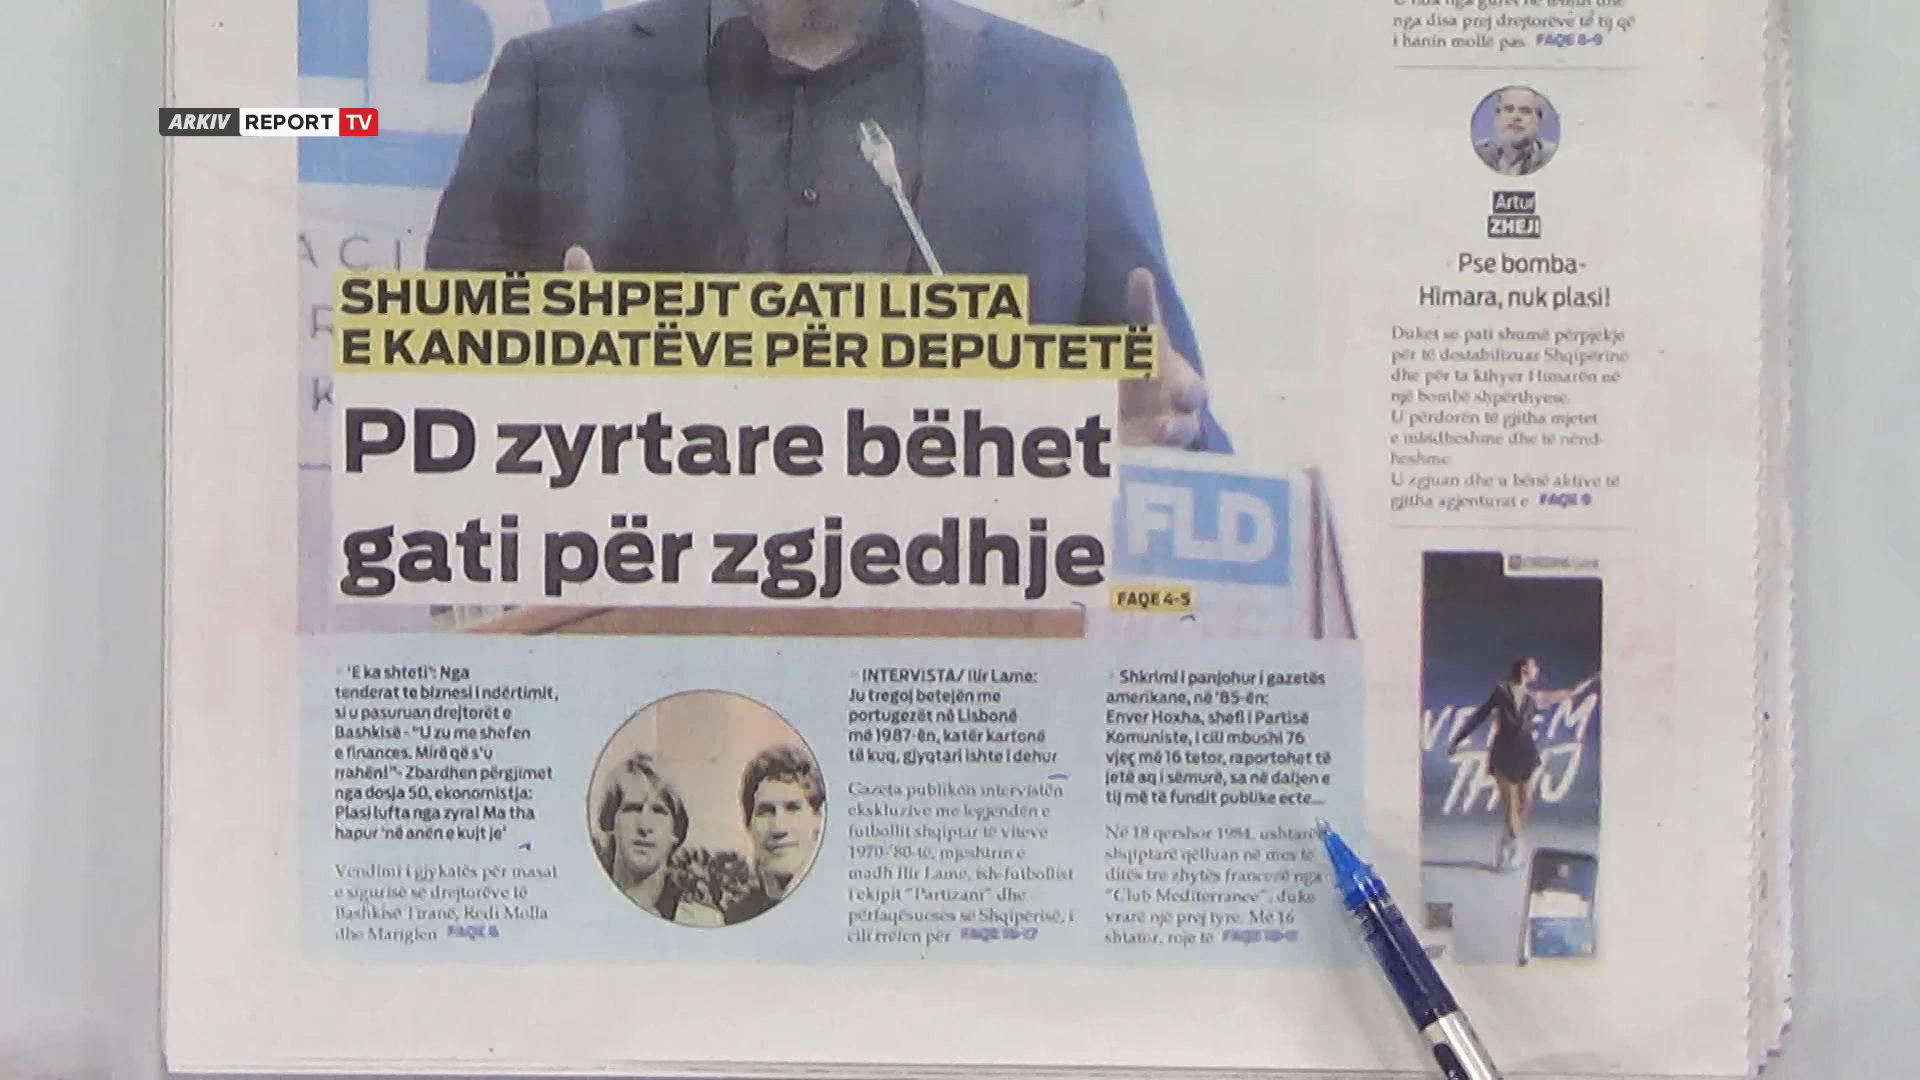 ARKIV REPORT TV
nga disa prej drejtorëve të tij që
i hanin mollë pas FAQE 8-9
Artur
ZHEJI
Pse bomba-
Himara, nuk plasi!
Duket se pati shumë përpjekje
për të destabilizuar Shqipërinë
dhe për ta kthyer Himarën në
një bombë shpërthyese.
U përdorën të gjitha mjetet
e mbidheshme dhe të nënd-
heshme.
U zgjuan dhe u bënë aktive të
gjitha agjenturat e FAQE 9
SHUMË SHPEJT GATI LISTA
E KANDIDATËVE PËR DEPUTETË
PD zyrtare bëhet
gati për zgjedhje
FLD
FAQE 4-5
'E ka shteti': Nga
tenderat te biznesi i ndërtimit,
si u pasuruan drejtorët e
Bashkisë - "U zu me shefen
e finances. Mirë që s'u
rrahën!"- Zbardhen përgjimet
nga dosja 5D, ekonomistja:
Plasi lufta nga zyra! Ma tha
hapur 'në anën e kujt je'
Vendimi i gjykatës për masat
e sigurisë së drejtorëve të
Bashkisë Tiranë, Redi Molla
dhe Mariglen FAQE 8
INTERVISTA/ Ilir Lame:
Ju tregoj betejën me
portugezët në Lisbonë
më 1987-ën, katër kartonë
të kuq, gjyqtari ishte i dehur
Gazeta publikon intervistën
ekskluzive me legjendën e
futbollit shqiptar të viteve
1970-'80-të, mjeshtrin e
madh Ilir Lame, ish-futbollist
i ekipit "Partizani" dhe
përfaqësueses së Shqipërisë, i
cili rrëfen për FAQE 16-17
Shkrimi i panjohur i gazetës
amerikane, në '85-ën:
Enver Hoxha, shefi i Partisë
Komuniste, i cili mbushi 76
vjeç më 16 tetor, raportohet të
jetë aq i sëmurë, sa në daljen e
tij më të fundit publike ecte...
Në 18 qershor 1984, ushtarët
shqiptarë qëlluan në mes të
ditës tre zhytës francezë nga
"Club Mediterrane", duke
vrarë një prej tyre. Më 16
shtator, roje të FAQE 10-11
VETËM